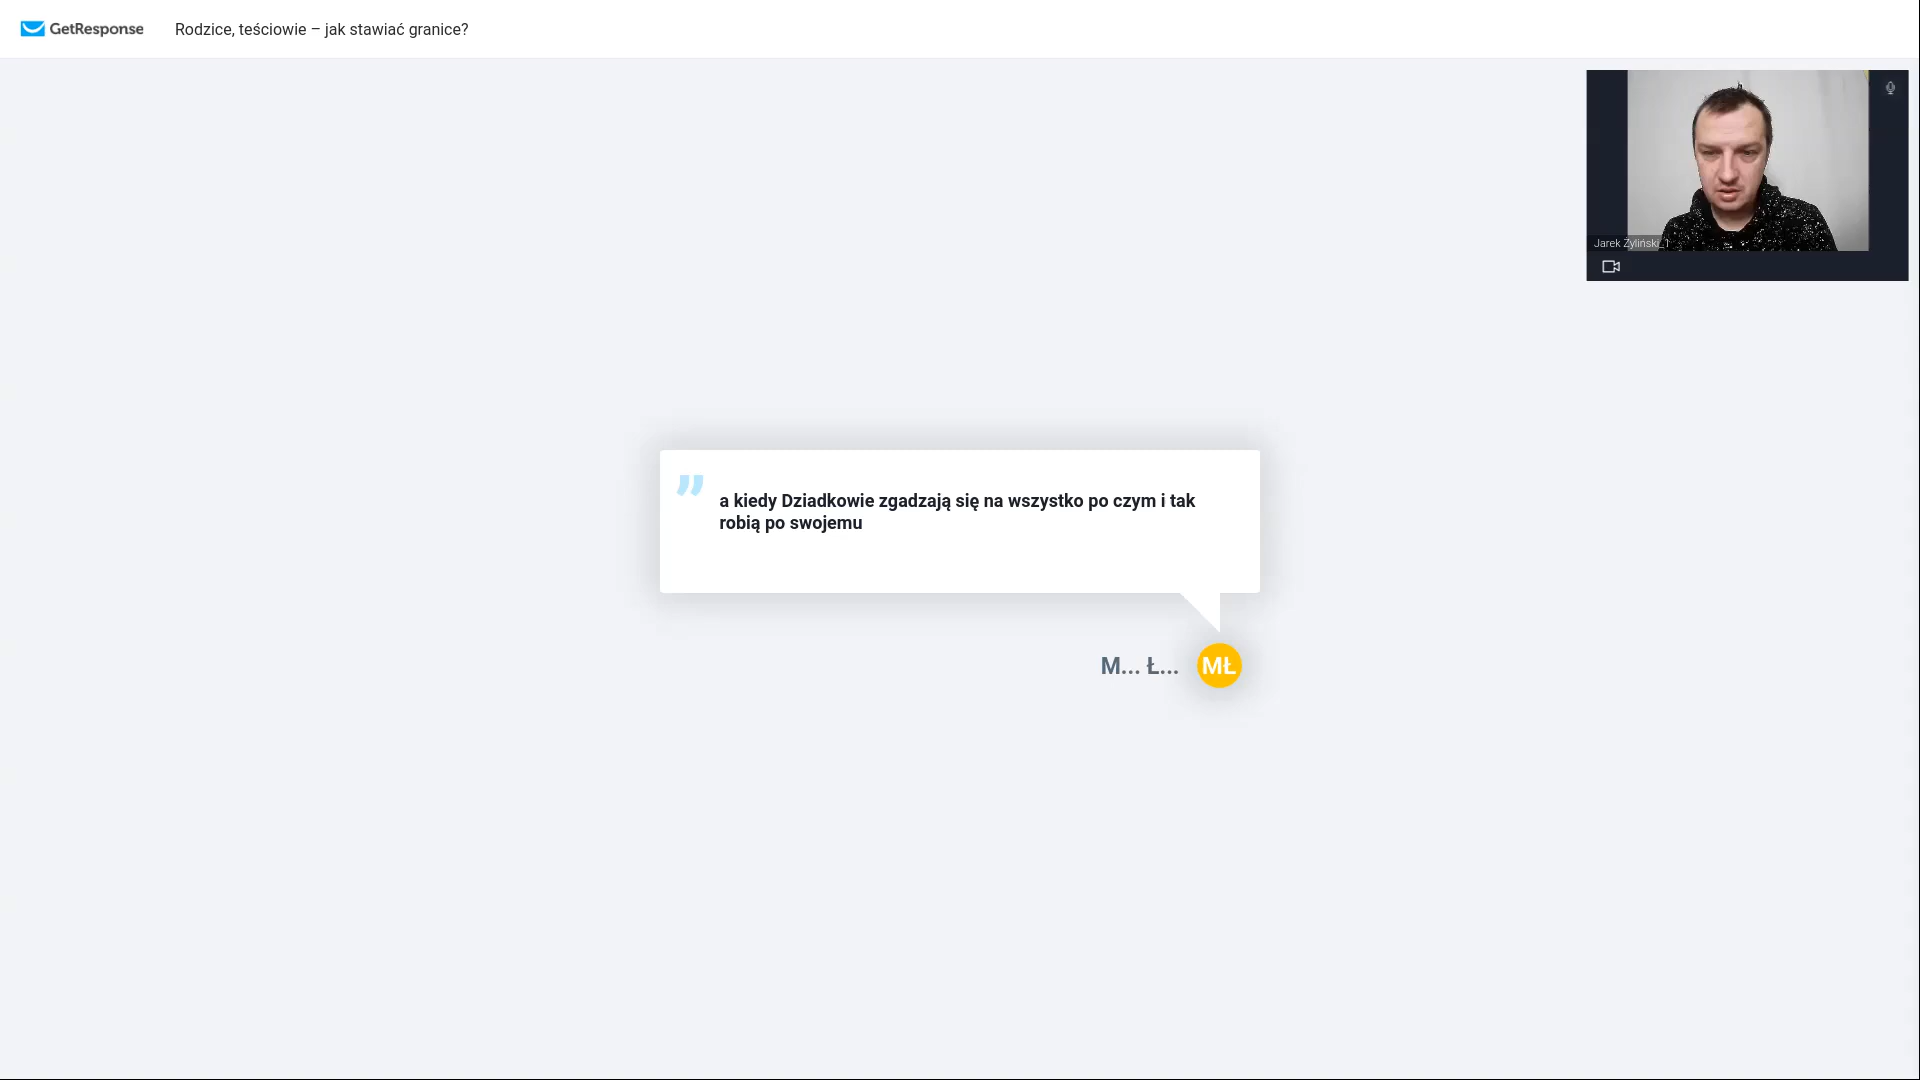 GetResponse
Rodzice, teściowie – jak stawiać granice?
Jarek Żyliński_1
a kiedy Dziadkowie zgadzają się na wszystko po czym i tak
robią po swojemu
M... Ł...
MŁ